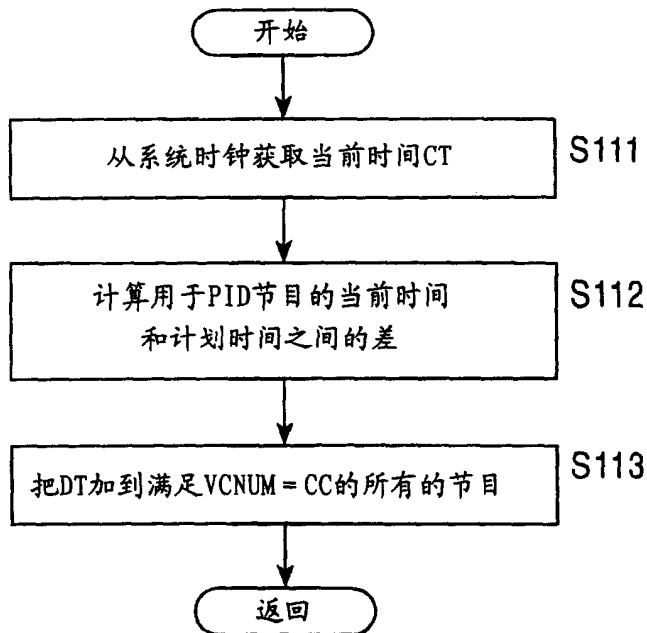 开始
从系统时钟获取当前时间CT
S111
计算用于PID节目的当前时间
和计划时间之间的差
S112
把DT加到满足VCNUM=CC的所有的节目
S113
返回